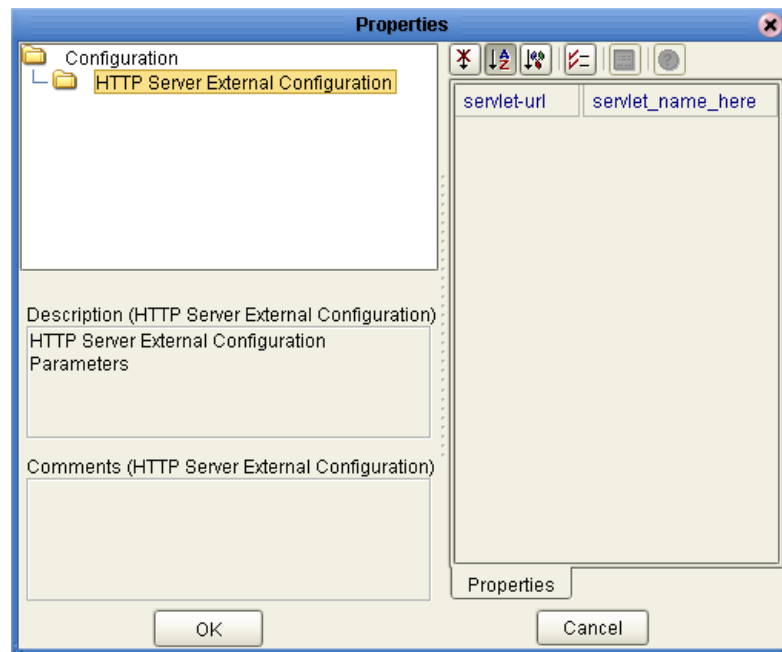 Properties
Configuration
HTTP Server External Configuration
servlet-url servlet_name_here
Description (HTTP Server External Configuration)
HTTP Server External Configuration
Parameters
Comments (HTTP Server External Configuration)
Properties
OK
Cancel